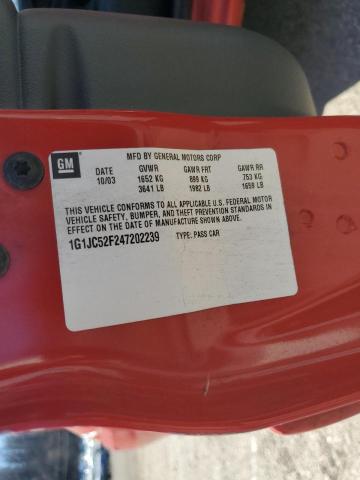 GM
MFD BY GENERAL MOTORS CORP
DATE GVWR GAWR FRT GAWR RR
10/03 1652 KG 899 KG 753 KG
3641 LB 1982 LB 1659 LB
THIS VEHICLE CONFORMS TO ALL APPLICABLE U.S. FEDERAL MOTOR
VEHICLE SAFETY, BUMPER, AND THEFT PREVENTION STANDARDS IN
EFFECT ON THE DATE OF MANUFACTURE SHOWN ABOVE.
1G1JC52F247202239 TYPE: PASS CAR